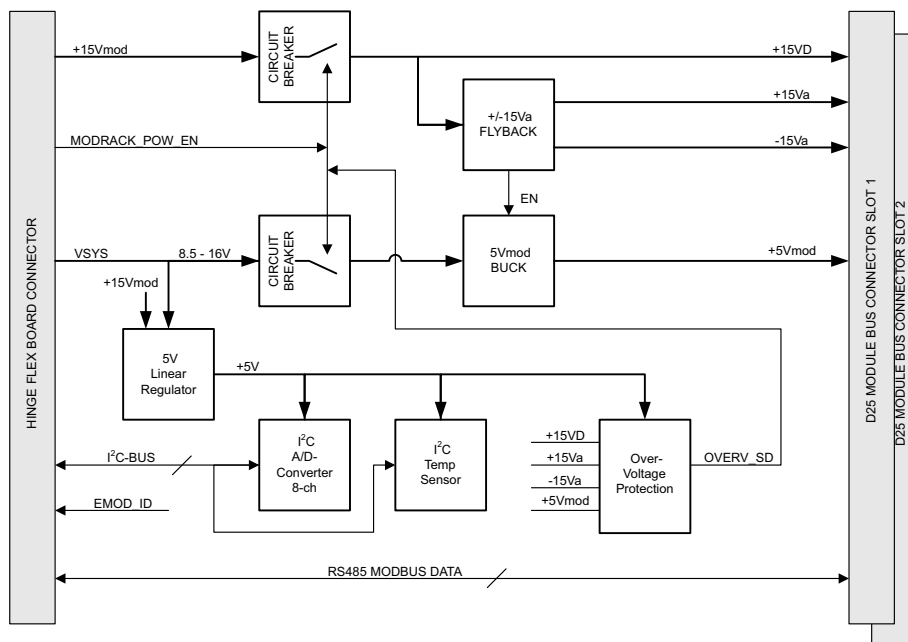 HINGE FLEX BOARD CONNECTOR
+15Vmod
CIRCUIT
BREAKER
+15VD
+/-15Va
FLYBACK
+15Va
-15Va
MODRACK_POW_EN
EN
VSYS
8.5 - 16V
CIRCUIT
BREAKER
5Vmod
BUCK
+5Vmod
+15Vmod
5V
Linear
Regulator
+5V
I²C
A/D-
Converter
8-ch
I²C
Temp
Sensor
+15VD
+15Va
-15Va
+5Vmod
Over-
Voltage
Protection
OVERV_SD
I²C-BUS
EMOD_ID
RS485 MODBUS DATA
D25 MODULE BUS CONNECTOR SLOT 1
D25 MODULE BUS CONNECTOR SLOT 2